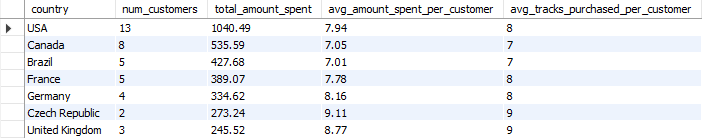 country num_customers total_amount_spent avg_amount_spent_per_customer avg_tracks_purchased_per_customer
USA 13 1040.49 7.94 8
Canada 8 535.59 7.05 7
Brazil 5 427.68 7.01 7
France 5 389.07 7.78 8
Germany 4 334.62 8.16 8
Czech Republic 2 273.24 9.11 9
United Kingdom 3 245.52 8.77 9